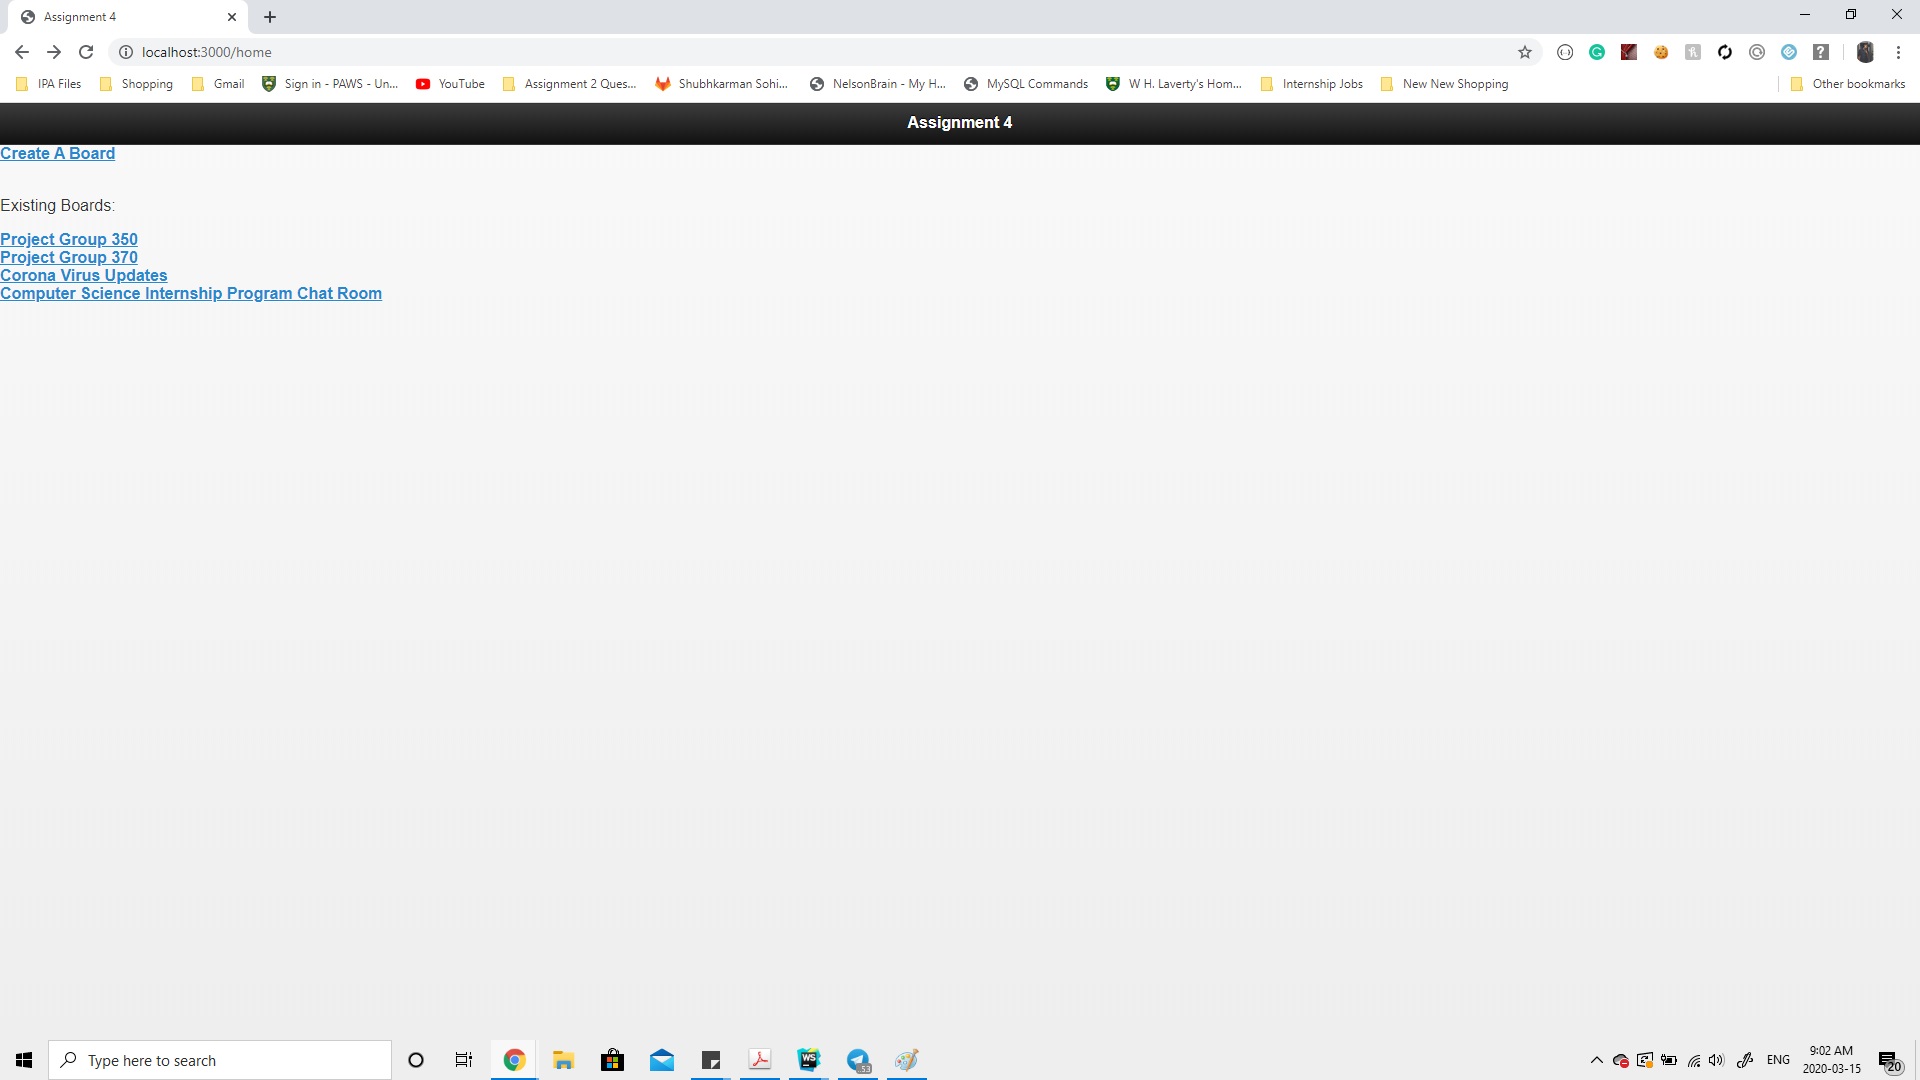 Assignment 4
localhost:3000/home
IPA Files
Shopping
Gmail
Sign in - PAWS - Un...
YouTube
Assignment 2 Ques...
Shubhkarman Sohi...
NelsonBrain - My H...
MySQL Commands
W H. Laverty's Hom...
Internship Jobs
New New Shopping
Other bookmarks
Assignment 4
Create A Board
Existing Boards:
Project Group 350
Project Group 370
Corona Virus Updates
Computer Science Internship Program Chat Room
Type here to search
WS
.53
ENG
9:02 AM
2020-03-15
20